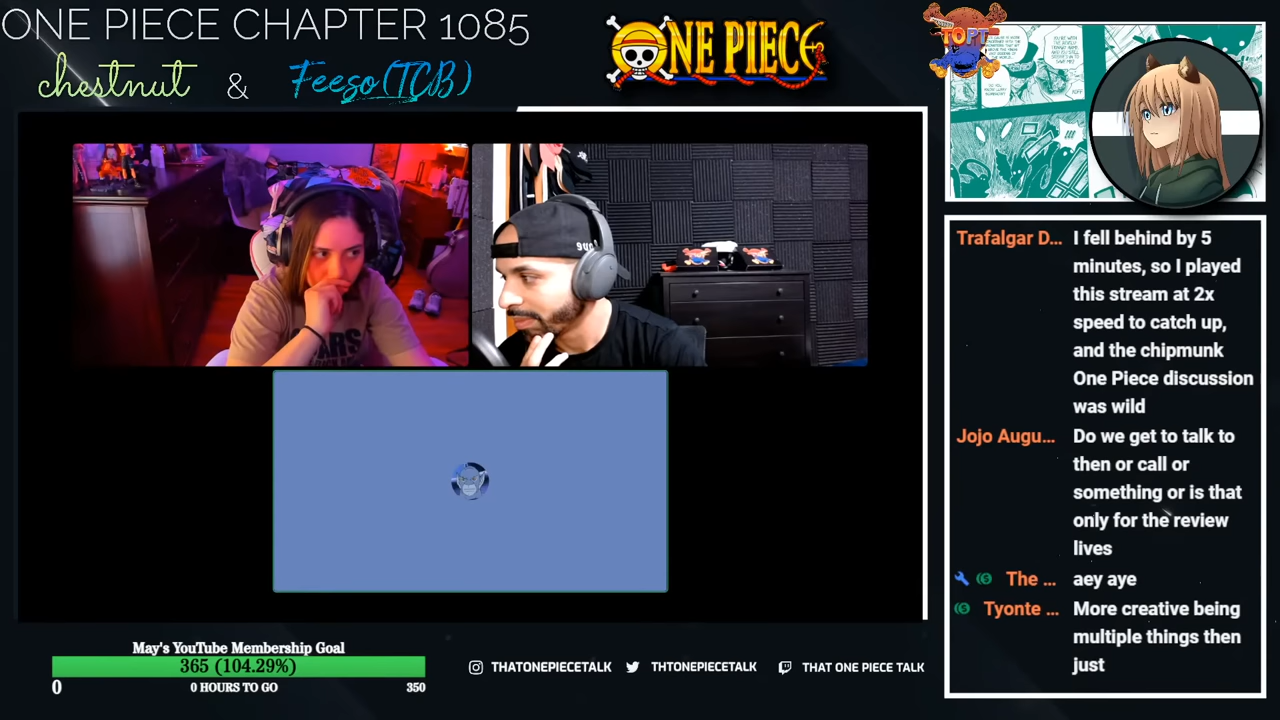 ONE PIECE CHAPTER 1085
chestnut & Feeso(TCB)
ONE PIECE
TOPT
Trafalgar D... I fell behind by 5
minutes, so I played
this stream at 2x
speed to catch up,
and the chipmunk
One Piece discussion
was wild
Jojo Augu... Do we get to talk to
then or call or
something or is that
only for the review
lives
The ... aey aye
Tyonte ... More creative being
multiple things then
just
May's YouTube Membership Goal
365 (104.29%)
0 0 HOURS TO GO 350
THATONEPIECETALK THTONEPIECETALK THAT ONE PIECE TALK